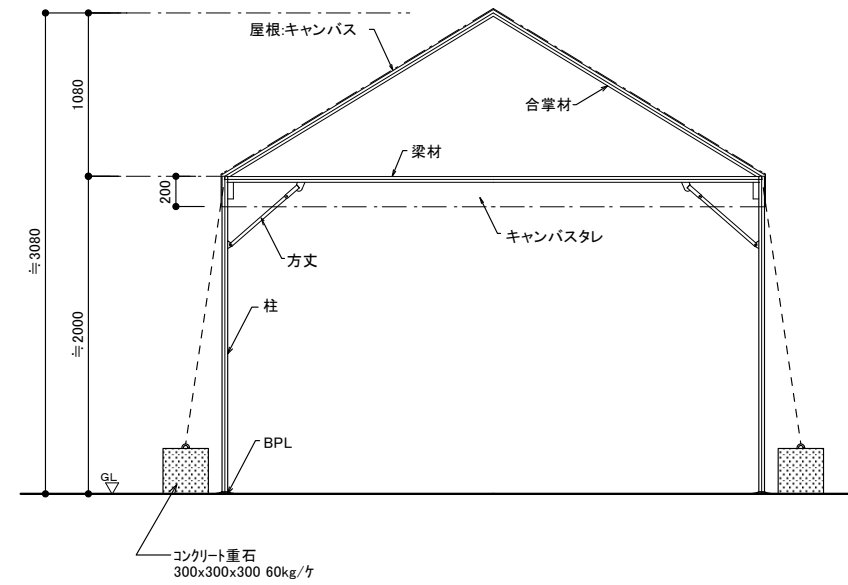 屋根:キャンバス
合掌材
1080
梁材
200
キャンバスタレ
方丈
≒3080
柱
≒2000
BPL
GL
コンクリート重石
300x300x300 60kg/ケ